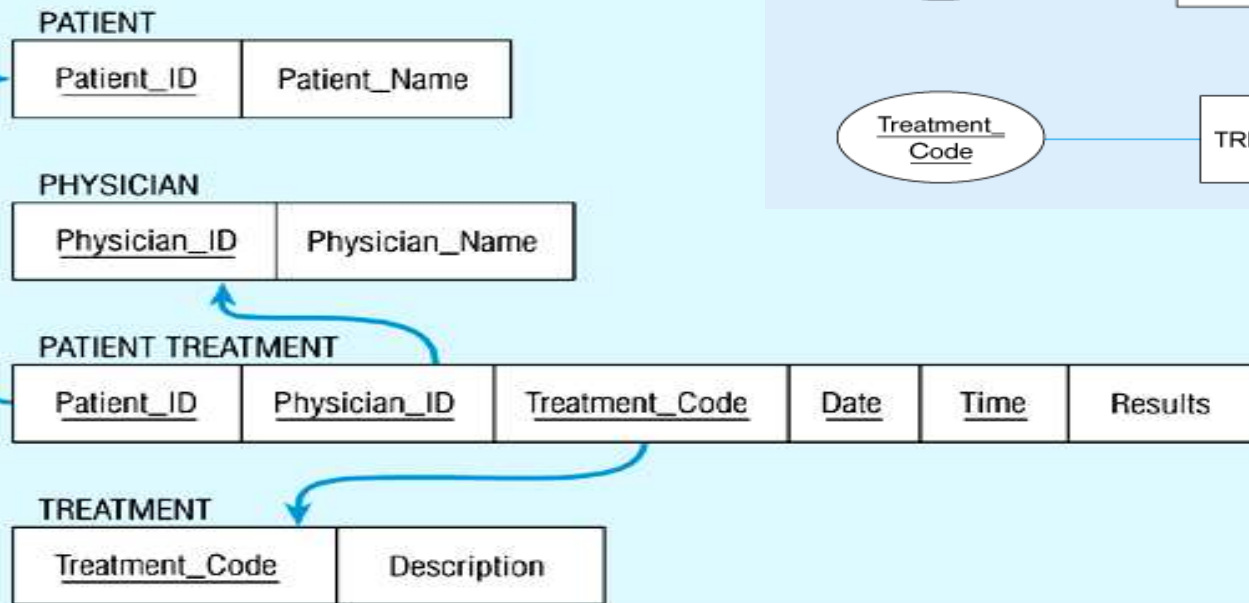 PATIENT
Patient_ID Patient_Name
PHYSICIAN
Physician_ID Physician_Name
PATIENT TREATMENT
Patient_ID Physician_ID Treatment_Code Date Time Results
TREATMENT
Treatment_Code Description
Treatment_
Code